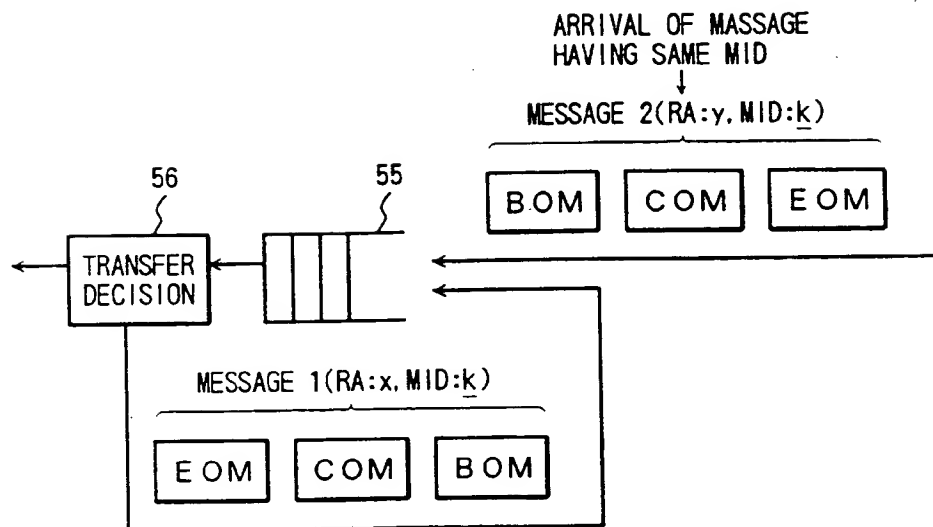 ARRIVAL OF MASSAGE
HAVING SAME MID
MESSAGE 2(RA:y, MID:k)
BOM COM EOM
56 55
TRANSFER
DECISION
MESSAGE 1(RA:x, MID:k)
EOM COM BOM